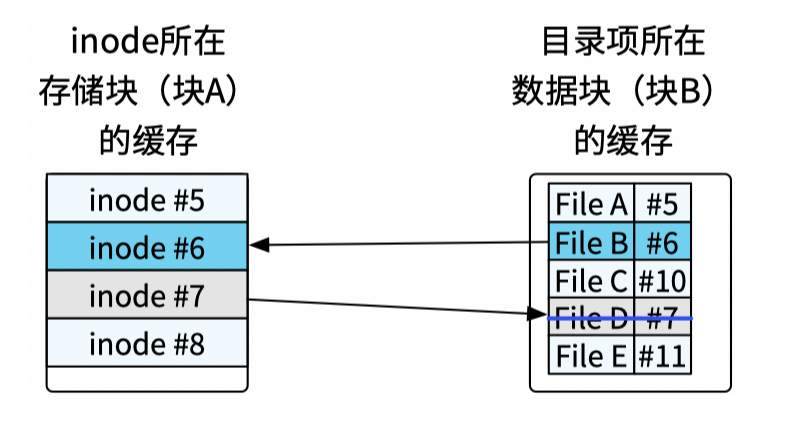 inode所在
存储块（块A）
的缓存
inode #5
inode #6
inode #7
inode #8
目录项所在
数据块（块B）
的缓存
File A #5
File B #6
File C #10
File D #7
File E #11